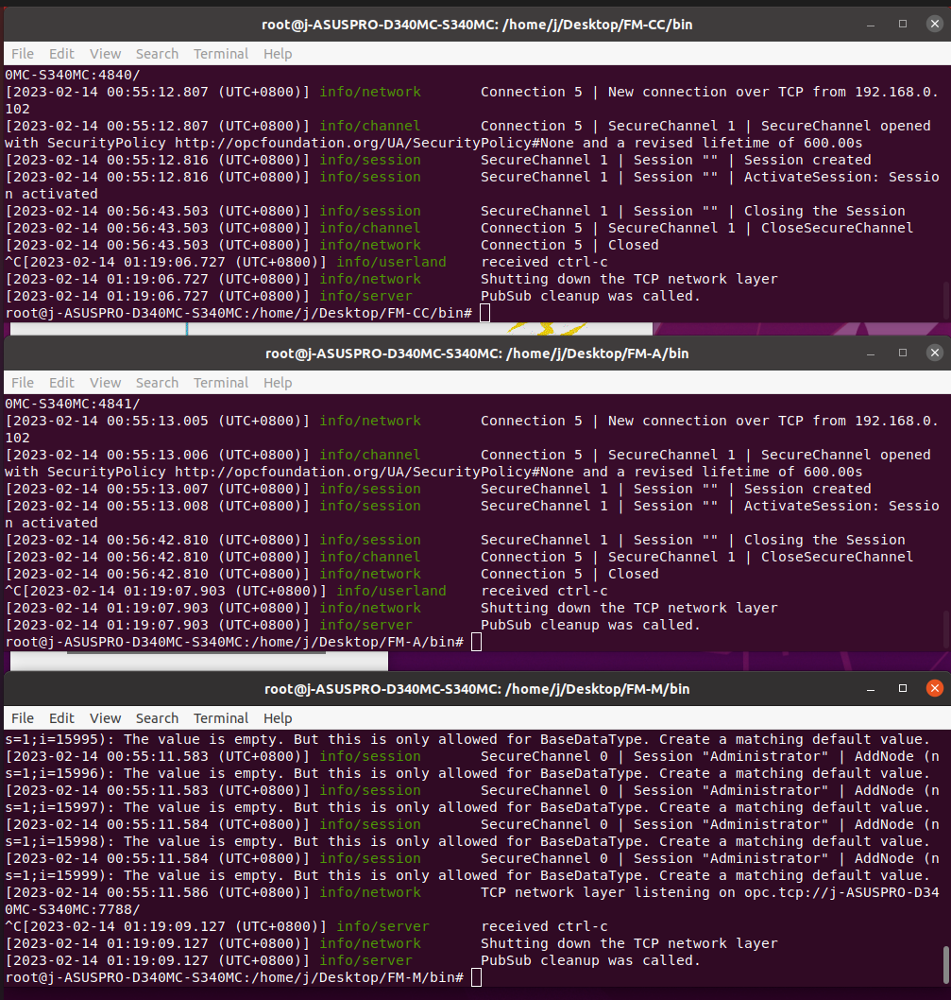 root@j-ASUSPRO-D340MC-S340MC: /home/j/Desktop/FM-CC/bin
File Edit View Search Terminal Help
0MC-S340MC:4840/
[2023-02-14 00:55:12.807 (UTC+0800)] info/network Connection 5 | New connection over TCP from 192.168.0.
102
[2023-02-14 00:55:12.807 (UTC+0800)] info/channel Connection 5 | SecureChannel 1 | SecureChannel opened
with SecurityPolicy http://opcfoundation.org/UA/SecurityPolicy#None and a revised lifetime of 600.00s
[2023-02-14 00:55:12.816 (UTC+0800)] info/session SecureChannel 1 | Session "" | Session created
[2023-02-14 00:55:12.816 (UTC+0800)] info/session SecureChannel 1 | Session "" | ActivateSession: Sessio
n activated
[2023-02-14 00:56:43.503 (UTC+0800)] info/session SecureChannel 1 | Session "" | Closing the Session
[2023-02-14 00:56:43.503 (UTC+0800)] info/channel Connection 5 | SecureChannel 1 | CloseSecureChannel
[2023-02-14 00:56:43.503 (UTC+0800)] info/network Connection 5 | Closed
^C[2023-02-14 01:19:06.727 (UTC+0800)] info/userland received ctrl-c
[2023-02-14 01:19:06.727 (UTC+0800)] info/network Shutting down the TCP network layer
[2023-02-14 01:19:06.727 (UTC+0800)] info/server PubSub cleanup was called.
root@j-ASUSPRO-D340MC-S340MC:/home/j/Desktop/FM-CC/bin#
root@j-ASUSPRO-D340MC-S340MC: /home/j/Desktop/FM-A/bin
File Edit View Search Terminal Help
0MC-S340MC:4841/
[2023-02-14 00:55:13.005 (UTC+0800)] info/network Connection 5 | New connection over TCP from 192.168.0.
102
[2023-02-14 00:55:13.006 (UTC+0800)] info/channel Connection 5 | SecureChannel 1 | SecureChannel opened
with SecurityPolicy http://opcfoundation.org/UA/SecurityPolicy#None and a revised lifetime of 600.00s
[2023-02-14 00:55:13.007 (UTC+0800)] info/session SecureChannel 1 | Session "" | Session created
[2023-02-14 00:55:13.008 (UTC+0800)] info/session SecureChannel 1 | Session "" | ActivateSession: Sessio
n activated
[2023-02-14 00:56:42.810 (UTC+0800)] info/session SecureChannel 1 | Session "" | Closing the Session
[2023-02-14 00:56:42.810 (UTC+0800)] info/channel Connection 5 | SecureChannel 1 | CloseSecureChannel
[2023-02-14 00:56:42.810 (UTC+0800)] info/network Connection 5 | Closed
^C[2023-02-14 01:19:07.903 (UTC+0800)] info/userland received ctrl-c
[2023-02-14 01:19:07.903 (UTC+0800)] info/network Shutting down the TCP network layer
[2023-02-14 01:19:07.903 (UTC+0800)] info/server PubSub cleanup was called.
root@j-ASUSPRO-D340MC-S340MC:/home/j/Desktop/FM-A/bin#
root@j-ASUSPRO-D340MC-S340MC: /home/j/Desktop/FM-M/bin
File Edit View Search Terminal Help
s=1;i=15995): The value is empty. But this is only allowed for BaseDataType. Create a matching default value.
[2023-02-14 00:55:11.583 (UTC+0800)] info/session SecureChannel 0 | Session "Administrator" | AddNode (n
s=1;i=15996): The value is empty. But this is only allowed for BaseDataType. Create a matching default value.
[2023-02-14 00:55:11.583 (UTC+0800)] info/session SecureChannel 0 | Session "Administrator" | AddNode (n
s=1;i=15997): The value is empty. But this is only allowed for BaseDataType. Create a matching default value.
[2023-02-14 00:55:11.584 (UTC+0800)] info/session SecureChannel 0 | Session "Administrator" | AddNode (n
s=1;i=15998): The value is empty. But this is only allowed for BaseDataType. Create a matching default value.
[2023-02-14 00:55:11.584 (UTC+0800)] info/session SecureChannel 0 | Session "Administrator" | AddNode (n
s=1;i=15999): The value is empty. But this is only allowed for BaseDataType. Create a matching default value.
[2023-02-14 00:55:11.586 (UTC+0800)] info/network TCP network layer listening on opc.tcp://j-ASUSPRO-D34
0MC-S340MC:7788/
^C[2023-02-14 01:19:09.127 (UTC+0800)] info/server received ctrl-c
[2023-02-14 01:19:09.127 (UTC+0800)] info/network Shutting down the TCP network layer
[2023-02-14 01:19:09.127 (UTC+0800)] info/server PubSub cleanup was called.
root@j-ASUSPRO-D340MC-S340MC:/home/j/Desktop/FM-M/bin#